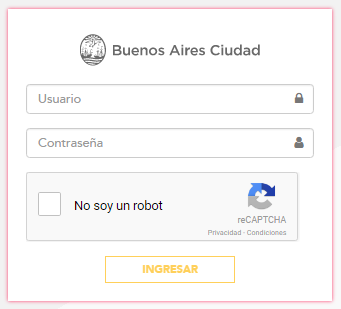 Buenos Aires Ciudad
Usuario
Contraseña
No soy un robot
reCAPTCHA
Privacidad - Condiciones
INGRESAR